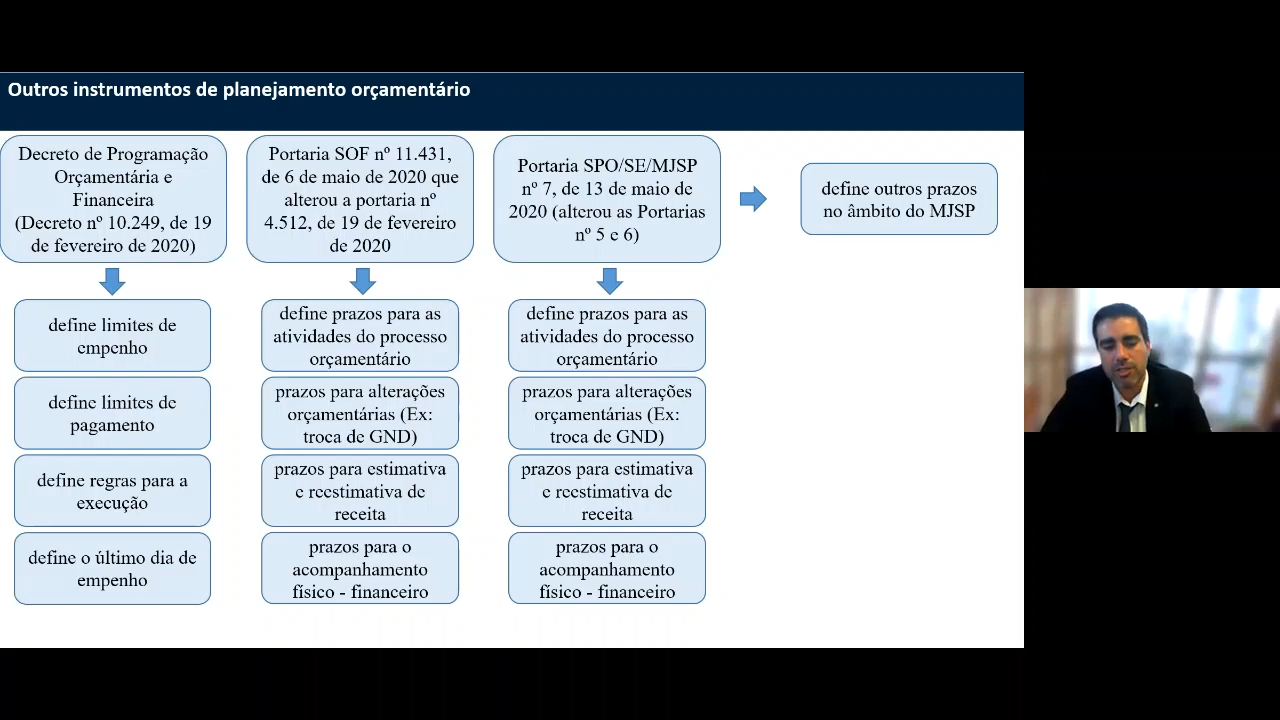 Outros instrumentos de planejamento orçamentário
Decreto de Programação
Orçamentária e
Financeira
(Decreto nº 10.249, de 19
de fevereiro de 2020)
define limites de
empenho
define limites de
pagamento
define regras para a
execução
define o último dia de
empenho
Portaria SOF nº 11.431,
de 6 de maio de 2020 que
alterou a portaria nº
4.512, de 19 de fevereiro
de 2020
define prazos para as
atividades do processo
orçamentário
prazos para alterações
orçamentárias (Ex:
troca de GND)
prazos para estimativa
e reestimativa de
receita
prazos para o
acompanhamento
físico - financeiro
Portaria SPO/SE/MJSP
nº 7, de 13 de maio de
2020 (alterou as Portarias
nº 5 e 6)
define prazos para as
atividades do processo
orçamentário
prazos para alterações
orçamentárias (Ex:
troca de GND)
prazos para estimativa
e reestimativa de
receita
prazos para o
acompanhamento
físico - financeiro
define outros prazos
no âmbito do MJSP